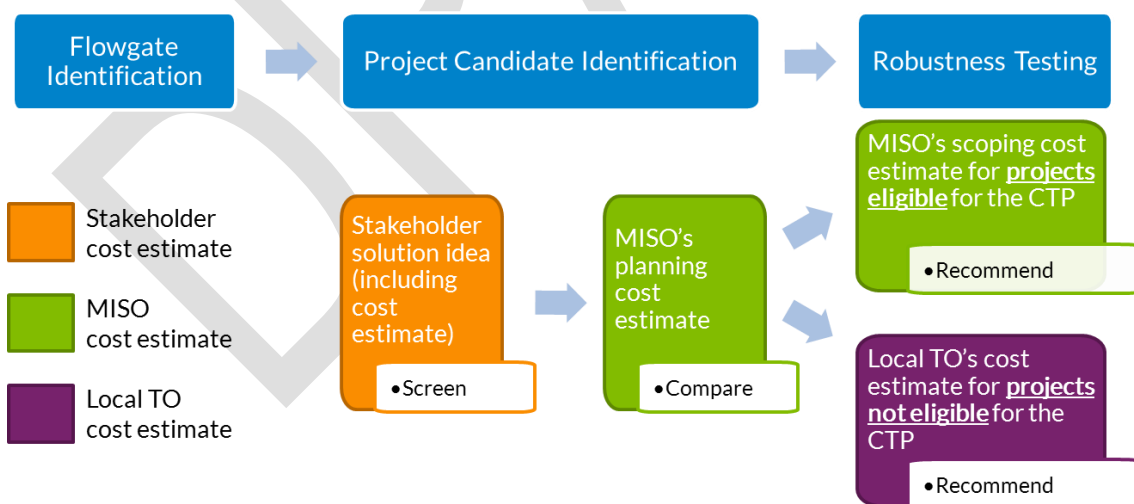 Flowgate
Identification
Project Candidate Identification
Robustness Testing
Stakeholder
cost estimate
MISO
cost estimate
Local TO
cost estimate
Stakeholder
solution idea
(including
cost
estimate)
•Screen
MISO's
planning
cost
estimate
•Compare
MISO's scoping cost
estimate for projects
eligible for the CTP
•Recommend
Local TO's cost
estimate for projects
not eligible for the
CTP
•Recommend